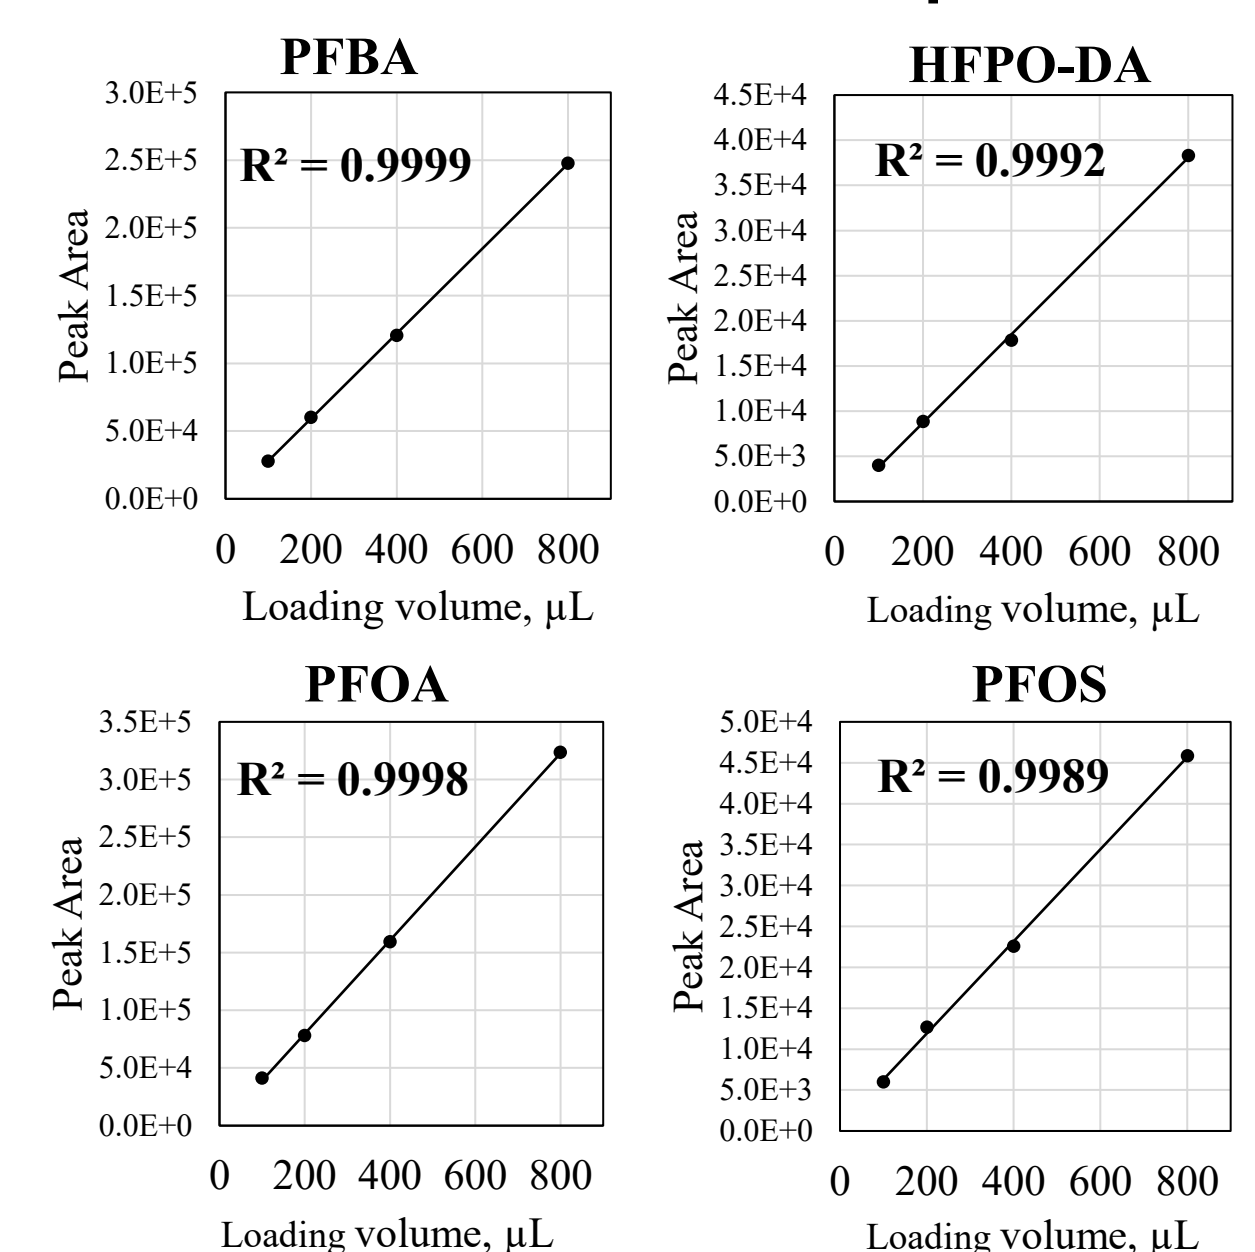 PFBA
3.0E+5
2.5E+5
2.0E+5
1.5E+5
1.0E+5
5.0E+4
0.0E+0
R² = 0.9999
Peak Area
0 200 400 600 800
Loading volume, µL
HFPO-DA
4.5E+4
4.0E+4
3.5E+4
3.0E+4
2.5E+4
2.0E+4
1.5E+4
1.0E+4
5.0E+3
0.0E+0
R² = 0.9992
Peak Area
0 200 400 600 800
Loading volume, µL
PFOA
3.5E+5
3.0E+5
2.5E+5
2.0E+5
1.5E+5
1.0E+5
5.0E+4
0.0E+0
R² = 0.9998
Peak Area
0 200 400 600 800
Loading volume, µL
PFOS
5.0E+4
4.5E+4
4.0E+4
3.5E+4
3.0E+4
2.5E+4
2.0E+4
1.5E+4
1.0E+4
5.0E+3
0.0E+0
R² = 0.9989
Peak Area
0 200 400 600 800
Loading volume, µL